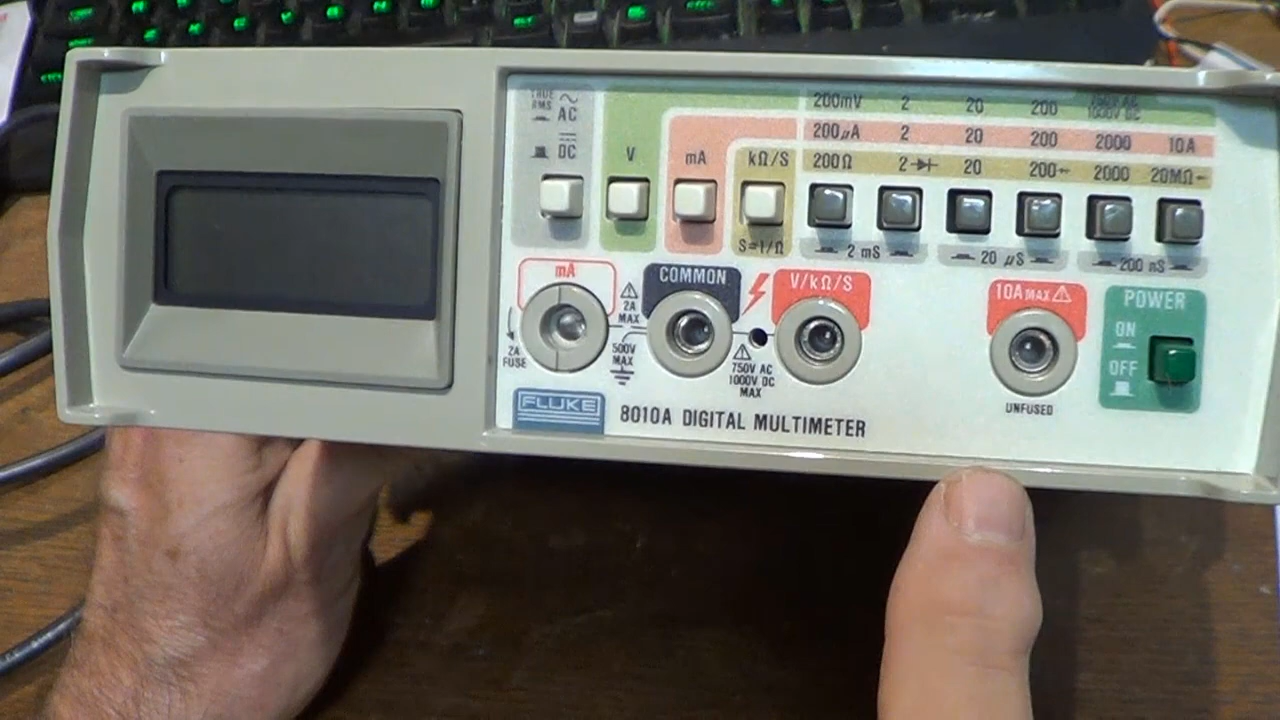 TRUE RMS AC
DC
V
mA
kΩ/S
S=1/Ω
200mV 2 20 200 750V AC 1000V DC
200µA 2 20 200 2000 10A
200Ω 2 20 200 2000 20MΩ
2 mS 20 µS 200 nS
mA
2A FUSE
2A MAX
500V MAX
COMMON
750V AC
1000V DC
MAX
V/kΩ/S
10A MAX
UNFUSED
POWER
ON
OFF
FLUKE
8010A DIGITAL MULTIMETER